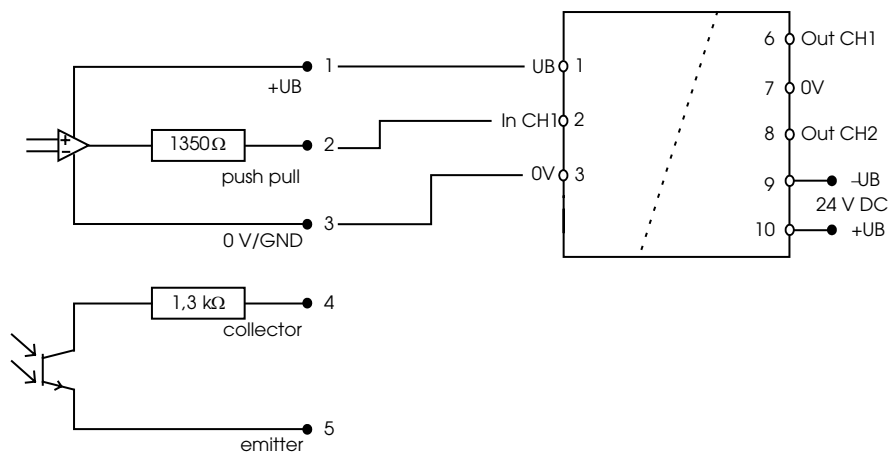 1
+UB
+
−
1350Ω
2
push pull
3
0 V/GND
1,3 kΩ
4
collector
5
emitter
UB 1
In CH1 2
0V 3
6 Out CH1
7 0V
8 Out CH2
9 –UB
24 V DC
10 +UB